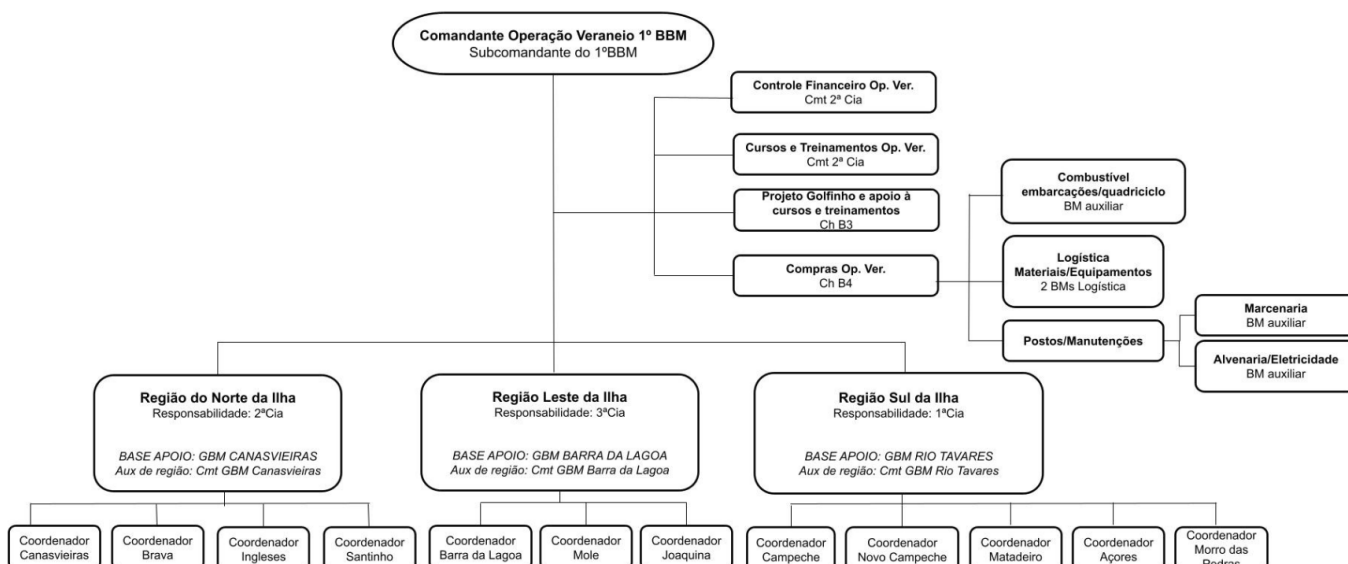 Comandante Operação Veraneio 1º BBM
Subcomandante do 1ºBBM
Controle Financeiro Op. Ver.
Cmt 2ª Cia
Cursos e Treinamentos Op. Ver.
Cmt 2ª Cia
Projeto Golfinho e apoio à
cursos e treinamentos
Ch B3
Compras Op. Ver.
Ch B4
Combustível
embarcações/quadriciclo
BM auxiliar
Logística
Materiais/Equipamentos
2 BMs Logística
Postos/Manutenções
Marcenaria
BM auxiliar
Alvenaria/Eletricidade
BM auxiliar
Região do Norte da Ilha
Responsabilidade: 2ªCia
BASE APOIO: GBM CANASVIEIRAS
Aux de região: Cmt GBM Canasvieiras
Região Leste da Ilha
Responsabilidade: 3ªCia
BASE APOIO: GBM BARRA DA LAGOA
Aux de região: Cmt GBM Barra da Lagoa
Região Sul da Ilha
Responsabilidade: 1ªCia
BASE APOIO: GBM RIO TAVARES
Aux de região: Cmt GBM Rio Tavares
Coordenador
Canasvieiras
Coordenador
Brava
Coordenador
Ingleses
Coordenador
Santinho
Coordenador
Barra da Lagoa
Coordenador
Mole
Coordenador
Joaquina
Coordenador
Campeche
Coordenador
Novo Campeche
Coordenador
Matadeiro
Coordenador
Açores
Coordenador
Morro das
Pedras